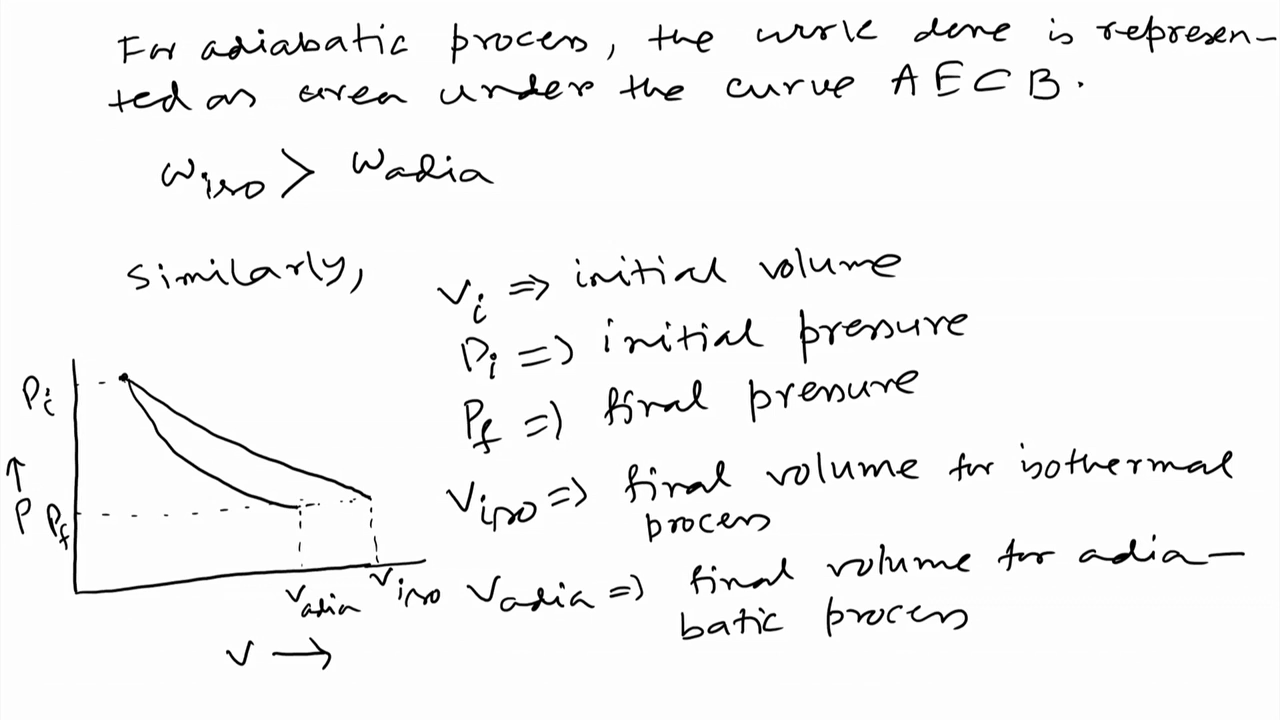 For adiabatic process, the work done is represen-
ted as area under the curve AECB.
Wiso > Wadia
Similarly,
Vi => initial volume
Pi => initial pressure
Pf => final pressure
Viso => final volume for isothermal
process
Vadia => final volume for adia-
batic process
Pi
↑
P Pf
Vadia Viso
V →